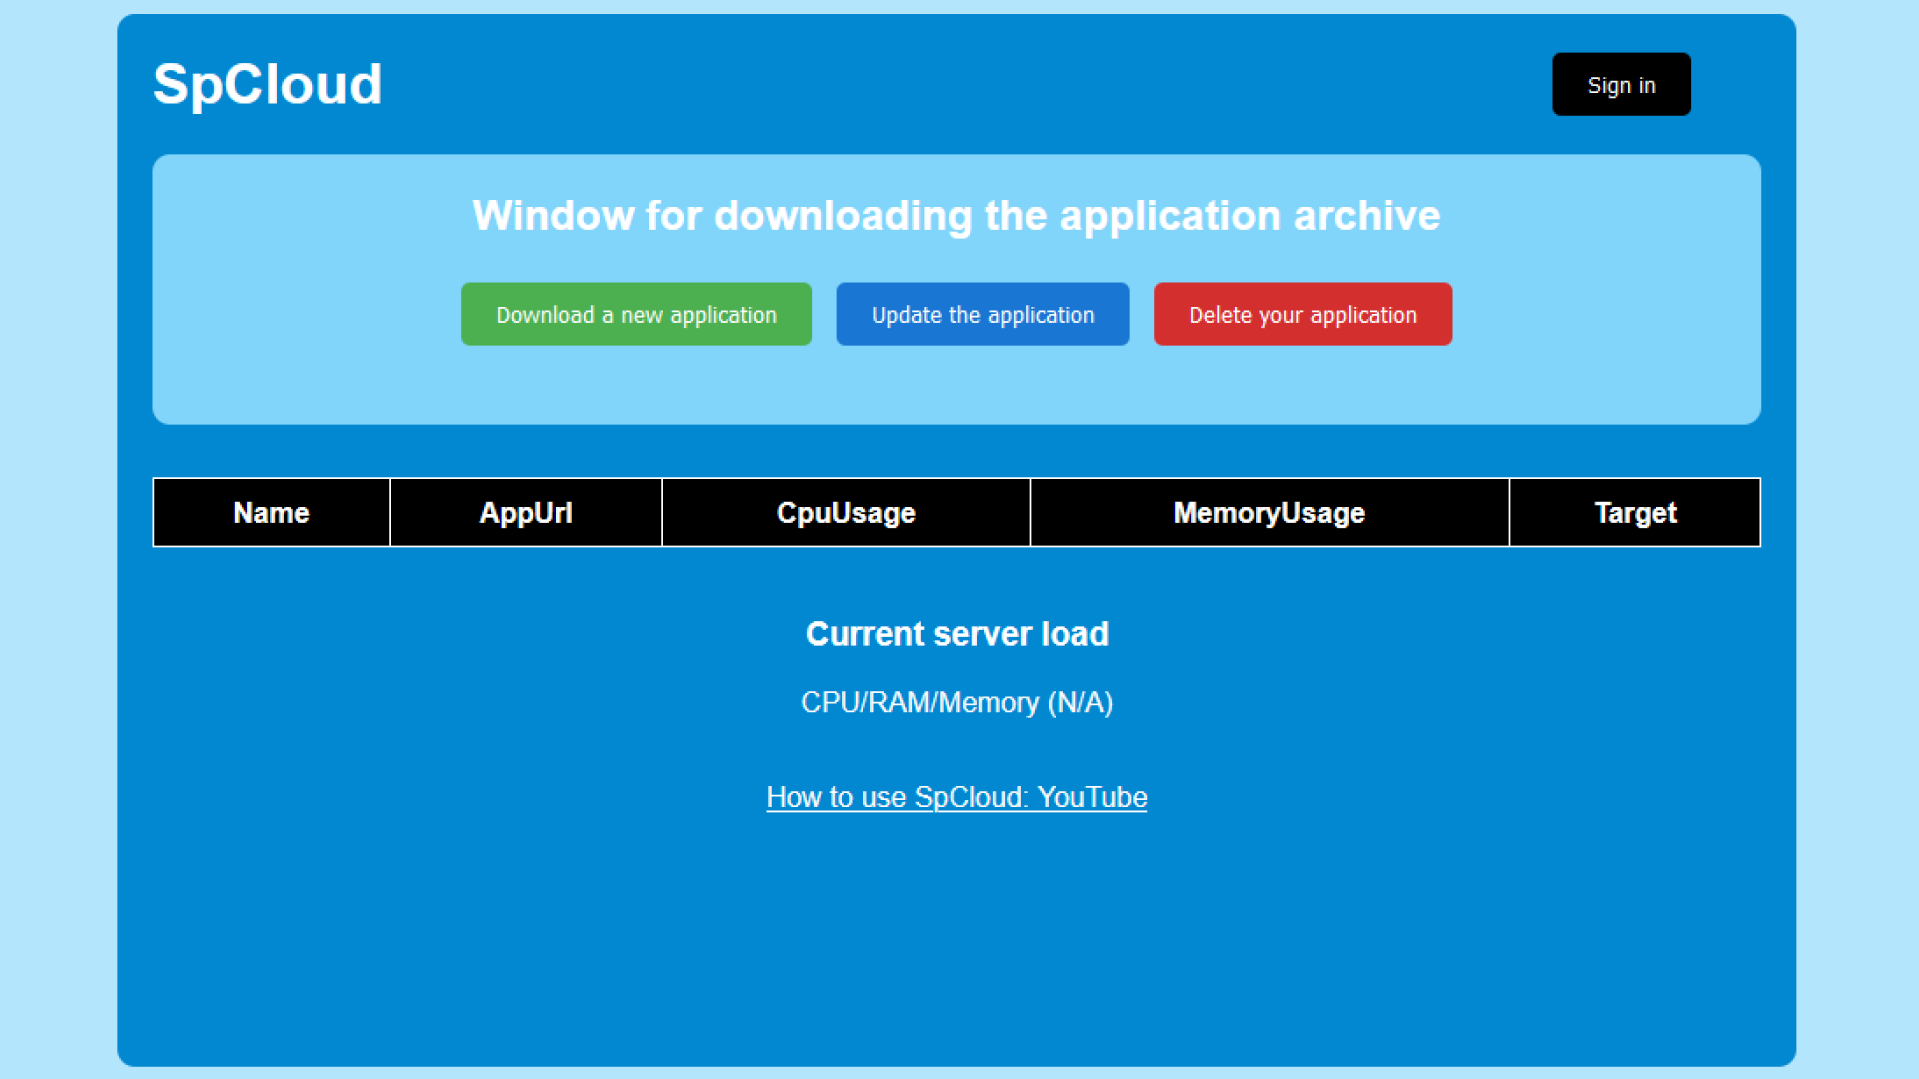 SpCloud
Sign in
Window for downloading the application archive
Download a new application
Update the application
Delete your application
Name AppUrl CpuUsage MemoryUsage Target
Current server load
CPU/RAM/Memory (N/A)
How to use SpCloud: YouTube